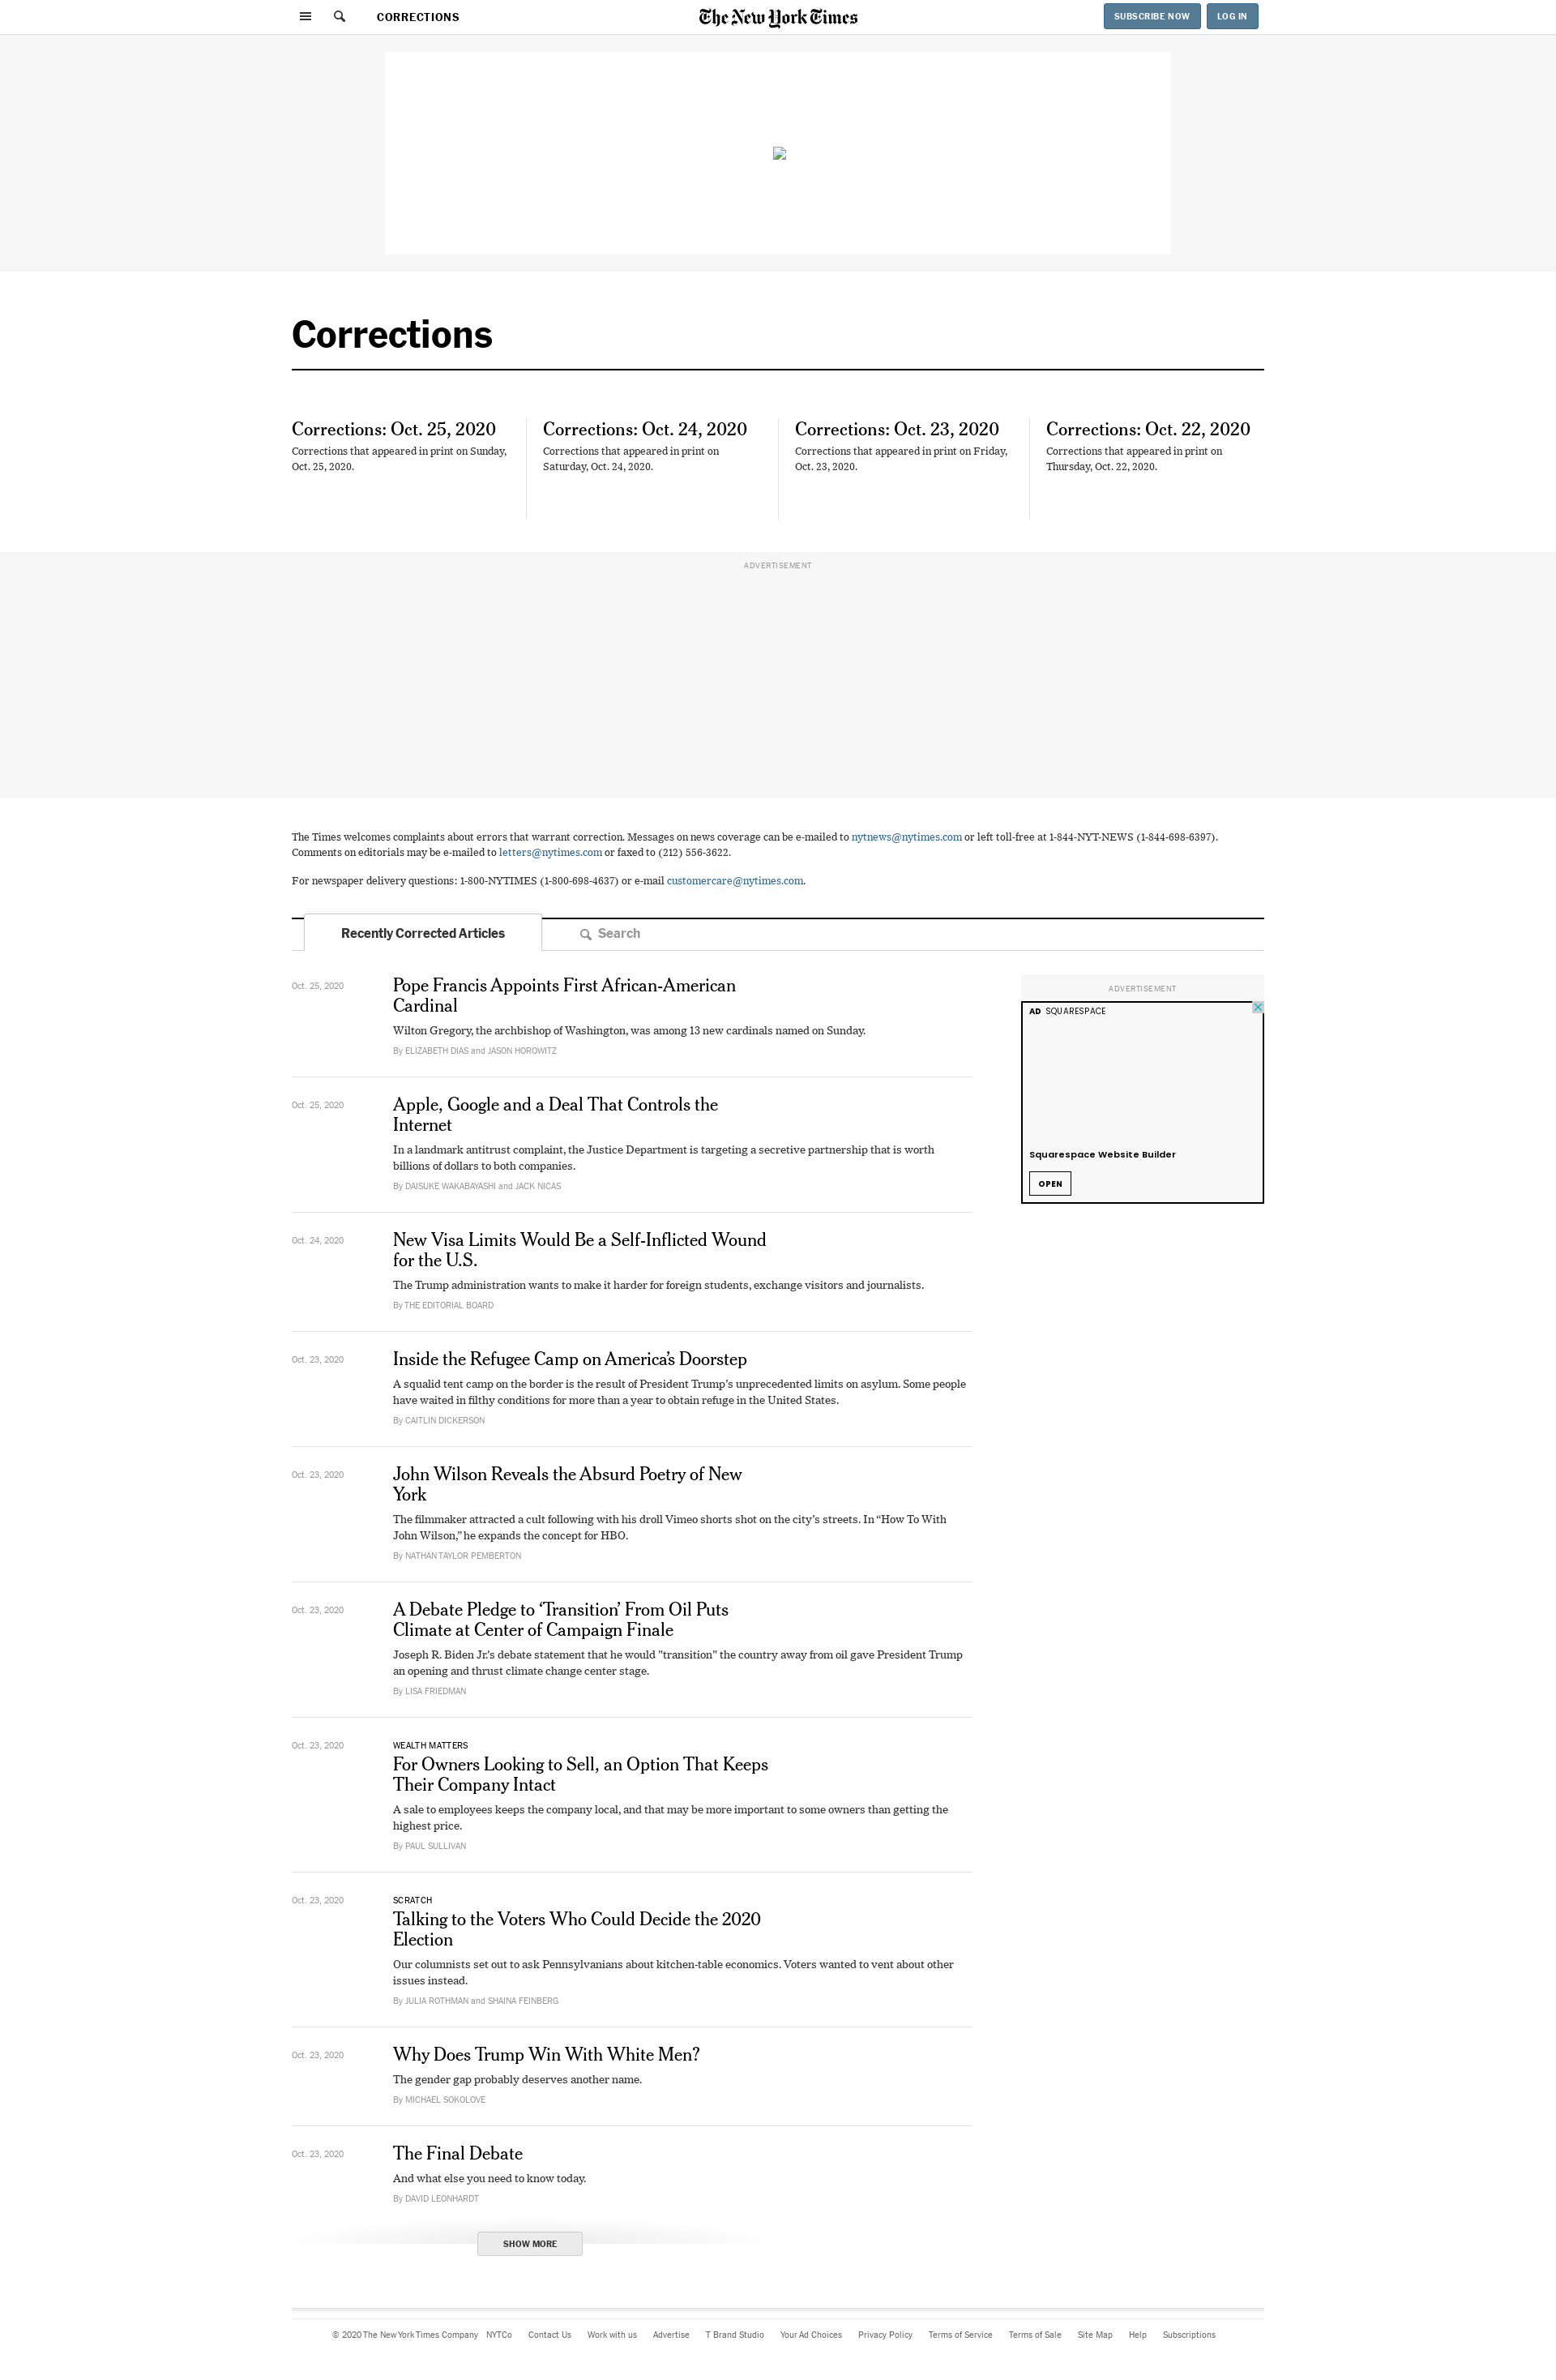 CORRECTIONS
The New York Times
SUBSCRIBE NOW
LOG IN
Corrections
Corrections: Oct. 25, 2020
Corrections that appeared in print on Sunday,
Oct. 25, 2020.
Corrections: Oct. 24, 2020
Corrections that appeared in print on
Saturday, Oct. 24, 2020.
Corrections: Oct. 23, 2020
Corrections that appeared in print on Friday,
Oct. 23, 2020.
Corrections: Oct. 22, 2020
Corrections that appeared in print on
Thursday, Oct. 22, 2020.
ADVERTISEMENT
The Times welcomes complaints about errors that warrant correction. Messages on news coverage can be e-mailed to nytnews@nytimes.com or left toll-free at 1-844-NYT-NEWS (1-844-698-6397).
Comments on editorials may be e-mailed to letters@nytimes.com or faxed to (212) 556-3622.
For newspaper delivery questions: 1-800-NYTIMES (1-800-698-4637) or e-mail customercare@nytimes.com.
Recently Corrected Articles
Search
Oct. 25, 2020
Pope Francis Appoints First African-American
Cardinal
Wilton Gregory, the archbishop of Washington, was among 13 new cardinals named on Sunday.
By ELIZABETH DIAS and JASON HOROWITZ
ADVERTISEMENT
AD SQUARESPACE
Squarespace Website Builder
OPEN
Oct. 25, 2020
Apple, Google and a Deal That Controls the
Internet
In a landmark antitrust complaint, the Justice Department is targeting a secretive partnership that is worth
billions of dollars to both companies.
By DAISUKE WAKABAYASHI and JACK NICAS
Oct. 24, 2020
New Visa Limits Would Be a Self-Inflicted Wound
for the U.S.
The Trump administration wants to make it harder for foreign students, exchange visitors and journalists.
By THE EDITORIAL BOARD
Oct. 23, 2020
Inside the Refugee Camp on America’s Doorstep
A squalid tent camp on the border is the result of President Trump’s unprecedented limits on asylum. Some people
have waited in filthy conditions for more than a year to obtain refuge in the United States.
By CAITLIN DICKERSON
Oct. 23, 2020
John Wilson Reveals the Absurd Poetry of New
York
The filmmaker attracted a cult following with his droll Vimeo shorts shot on the city’s streets. In “How To With
John Wilson,” he expands the concept for HBO.
By NATHAN TAYLOR PEMBERTON
Oct. 23, 2020
A Debate Pledge to ‘Transition’ From Oil Puts
Climate at Center of Campaign Finale
Joseph R. Biden Jr.'s debate statement that he would "transition" the country away from oil gave President Trump
an opening and thrust climate change center stage.
By LISA FRIEDMAN
Oct. 23, 2020
WEALTH MATTERS
For Owners Looking to Sell, an Option That Keeps
Their Company Intact
A sale to employees keeps the company local, and that may be more important to some owners than getting the
highest price.
By PAUL SULLIVAN
Oct. 23, 2020
SCRATCH
Talking to the Voters Who Could Decide the 2020
Election
Our columnists set out to ask Pennsylvanians about kitchen-table economics. Voters wanted to vent about other
issues instead.
By JULIA ROTHMAN and SHAINA FEINBERG
Oct. 23, 2020
Why Does Trump Win With White Men?
The gender gap probably deserves another name.
By MICHAEL SOKOLOVE
Oct. 23, 2020
The Final Debate
And what else you need to know today.
By DAVID LEONHARDT
SHOW MORE
© 2020 The New York Times Company NYTCo Contact Us Work with us Advertise T Brand Studio Your Ad Choices Privacy Policy Terms of Service Terms of Sale Site Map Help Subscriptions